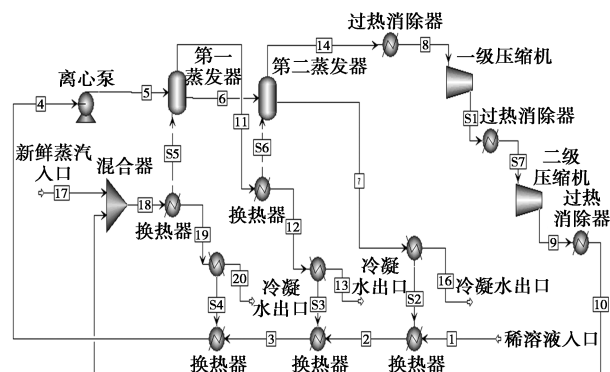 过热消除器
一级压缩机
第一
蒸发器
第二蒸发器
14
8
离心泵
4
5
6
11
S1
过热消除器
S5
S6
S7
新鲜蒸汽
入口
混合器
17
18
换热器
换热器
7
二级
压缩机
过热
消除器
9
10
19
12
20
冷凝
水出口
13
冷凝
水出口
16
冷凝水出口
S4
S3
S2
3
2
1
稀溶液入口
换热器
换热器
换热器